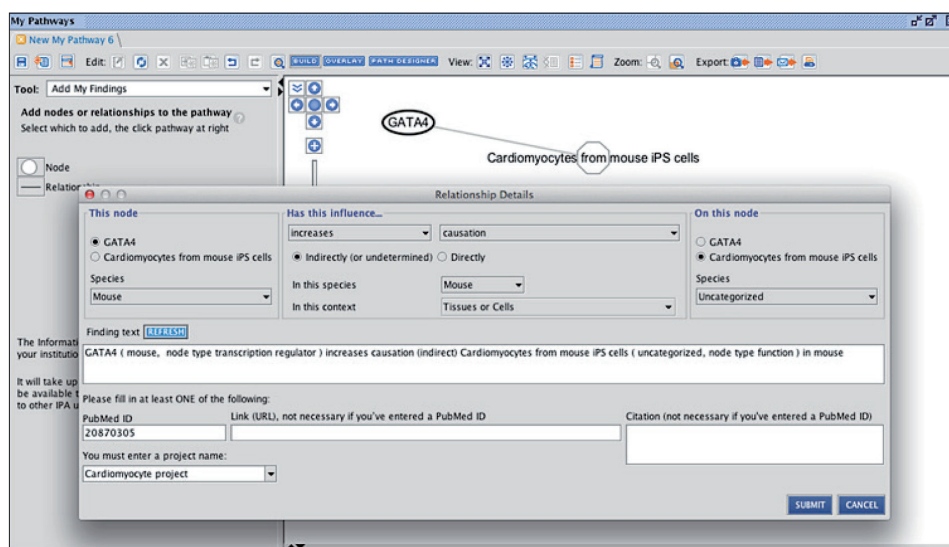 My Pathways
New My Pathway 6
Edit: BUILD OVERLAY PATH DESIGNER View: Zoom: Export:
Tool: Add My Findings
Add nodes or relationships to the pathway
Select which to add, the click pathway at right
Node
Relationship
GATA4
Cardiomyocytes from mouse iPS cells
Relationship Details
This node
GATA4
Cardiomyocytes from mouse iPS cells
Species
Mouse
Has this influence...
increases causation
Indirectly (or undetermined) Directly
In this species Mouse
In this context Tissues or Cells
On this node
GATA4
Cardiomyocytes from mouse iPS cells
Species
Uncategorized
Finding text REFRESH
GATA4 ( mouse, node type transcription regulator ) increases causation (indirect) Cardiomyocytes from mouse iPS cells ( uncategorized, node type function ) in mouse
Please fill in at least ONE of the following:
PubMed ID
20870305
Link (URL), not necessary if you've entered a PubMed ID
Citation (not necessary if you've entered a PubMed ID)
You must enter a project name:
Cardiomyocyte project
SUBMIT CANCEL
The Informati
your institutio
It will take up
be available t
to other IPA u